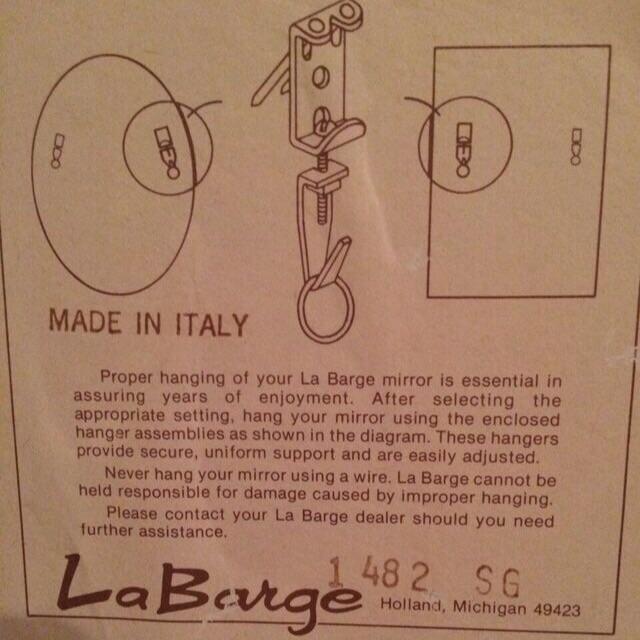 MADE IN ITALY
Proper hanging of your La Barge mirror is essential in
assuring years of enjoyment. After selecting the
appropriate setting, hang your mirror using the enclosed
hanger assemblies as shown in the diagram. These hangers
provide secure, uniform support and are easily adjusted.
Never hang your mirror using a wire. La Barge cannot be
held responsible for damage caused by improper hanging.
Please contact your La Barge dealer should you need
further assistance.
1482 SG
LaBarge Holland, Michigan 49423